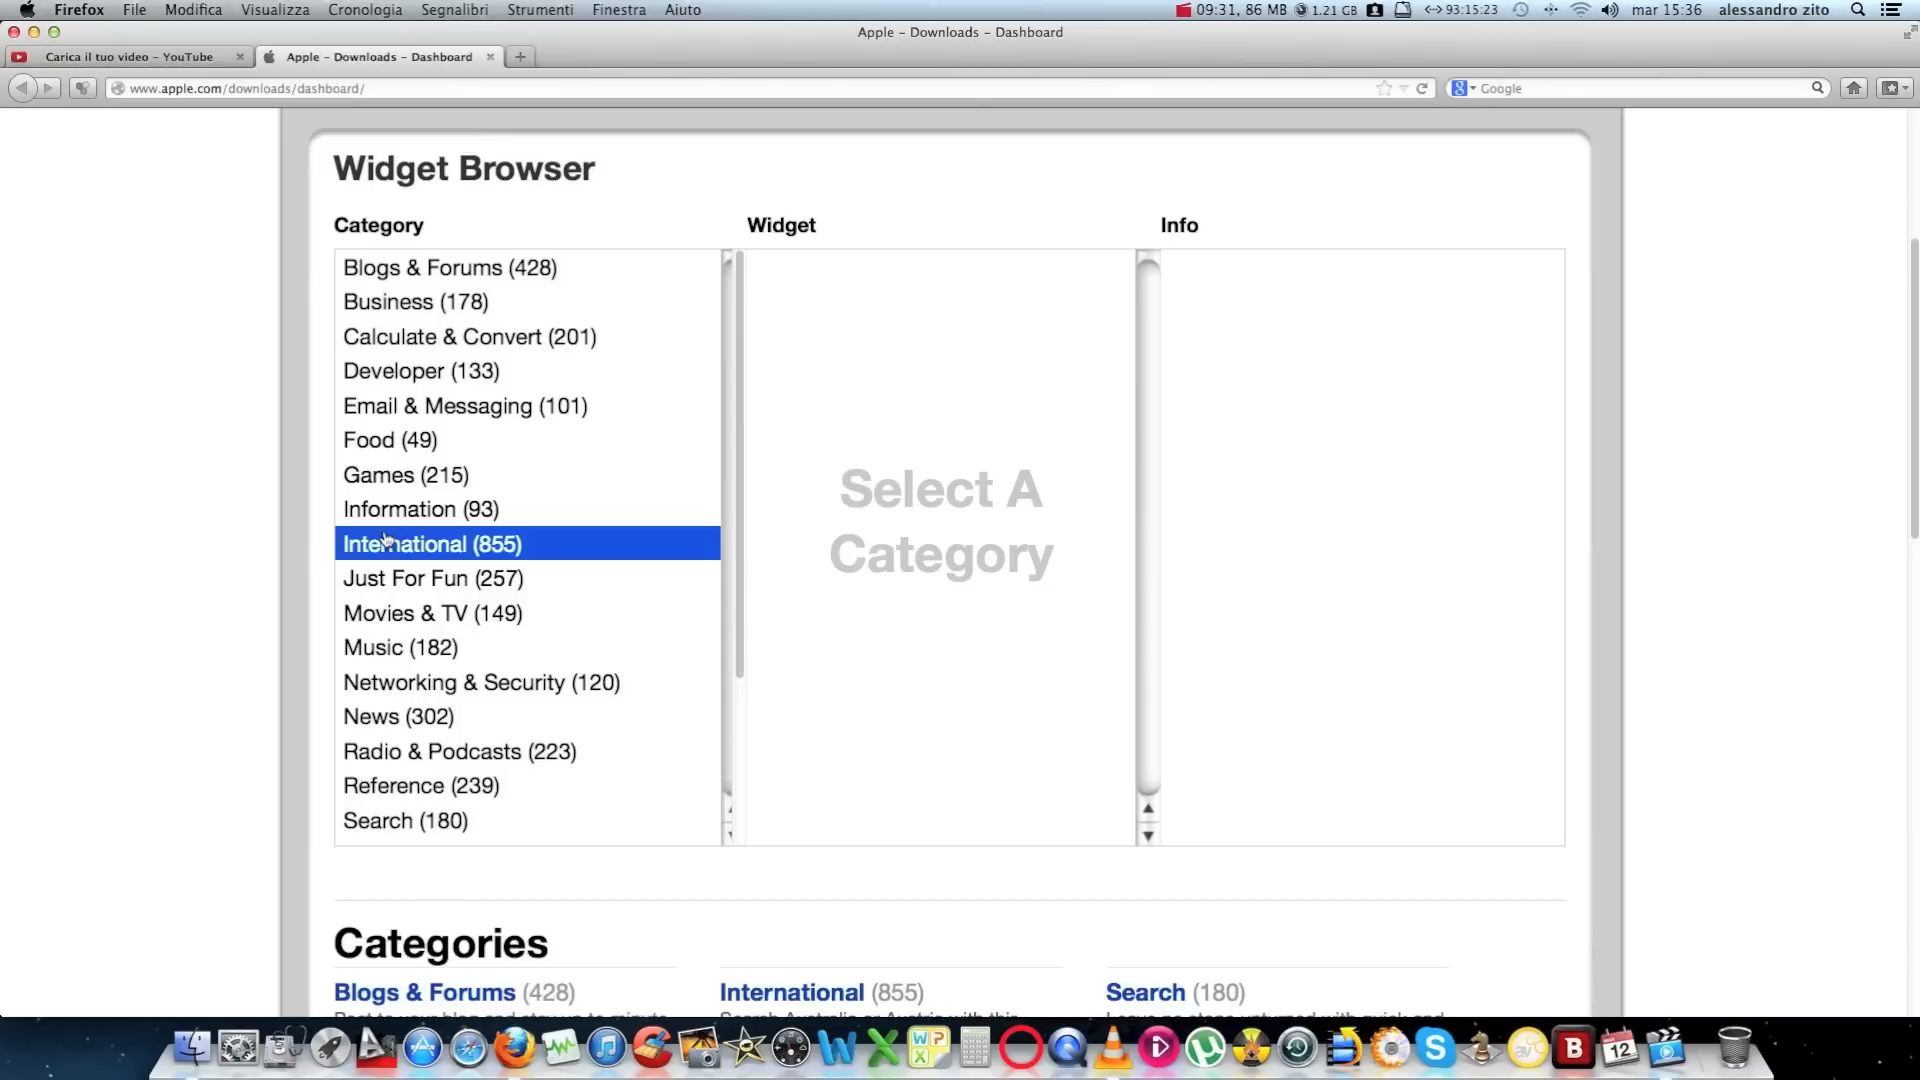 Firefox File Modifica Visualizza Cronologia Segnalibri Strumenti Finestra Aiuto 09:31, 86 MB 1.21 GB 93:15:23 mar 15:36 alessandro zito
Apple – Downloads – Dashboard
Carica il tuo video – YouTube Apple – Downloads – Dashboard
www.apple.com/downloads/dashboard/ Google
Widget Browser
Category Widget Info
Blogs & Forums (428)
Business (178)
Calculate & Convert (201)
Developer (133)
Email & Messaging (101)
Food (49)
Games (215)
Information (93)
International (855)
Just For Fun (257)
Movies & TV (149)
Music (182)
Networking & Security (120)
News (302)
Radio & Podcasts (223)
Reference (239)
Search (180)
Select A
Category
Categories
Blogs & Forums (428) International (855) Search (180)